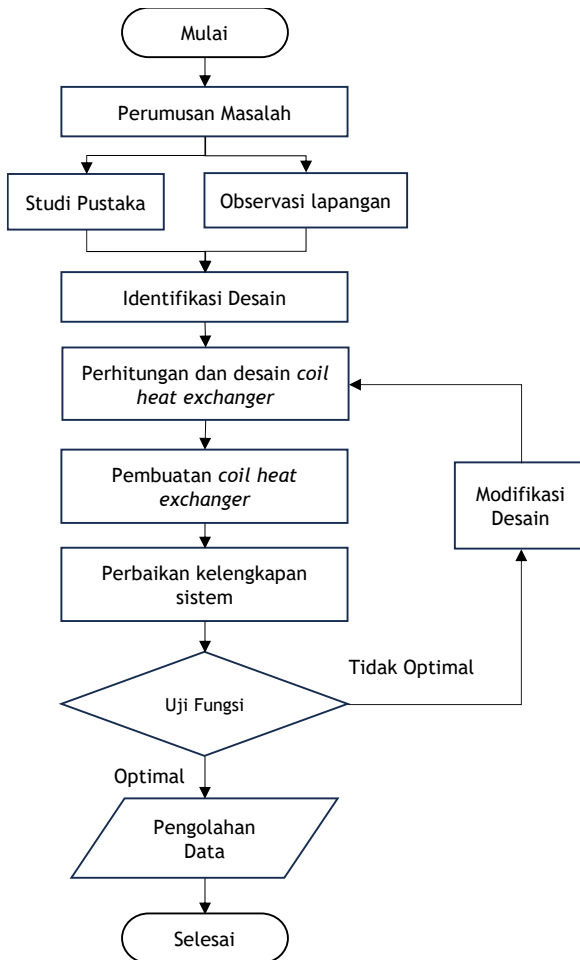 Mulai
Perumusan Masalah
Studi Pustaka
Observasi lapangan
Identifikasi Desain
Perhitungan dan desain coil
heat exchanger
Pembuatan coil heat
exchanger
Modifikasi
Desain
Perbaikan kelengkapan
sistem
Tidak Optimal
Uji Fungsi
Optimal
Pengolahan
Data
Selesai